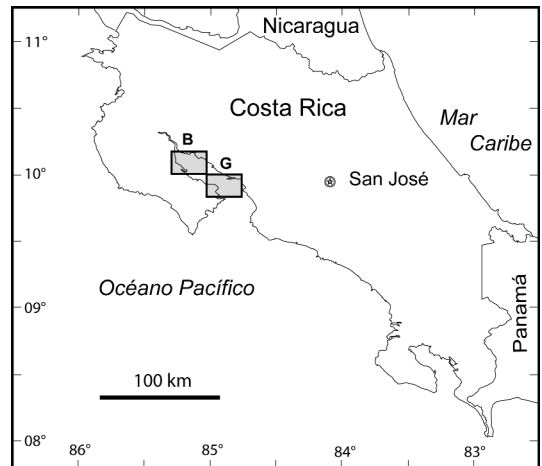 11°
Nicaragua
Costa Rica
Mar
Caribe
B
G
10°
San José
Océano Pacífico
09°
Panamá
100 km
08°
86°
85°
84°
83°